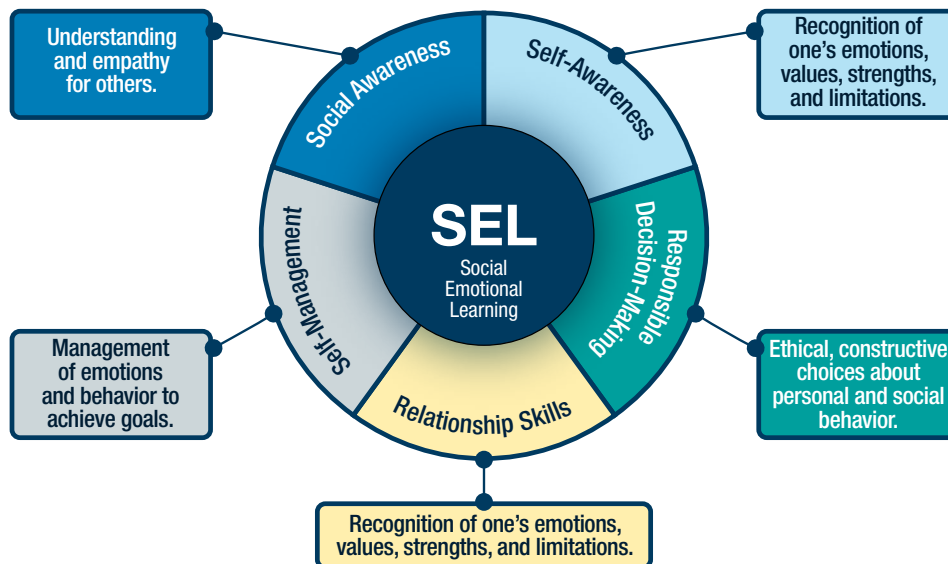 Understanding
and empathy
for others.
Social Awareness
Self-Awareness
Recognition of
one's emotions,
values, strengths,
and limitations.
SEL
Social
Emotional
Learning
Self-Management
Responsible
Decision-Making
Management
of emotions
and behavior to
achieve goals.
Relationship Skills
Ethical, constructive
choices about
personal and social
behavior.
Recognition of one's emotions,
values, strengths, and limitations.